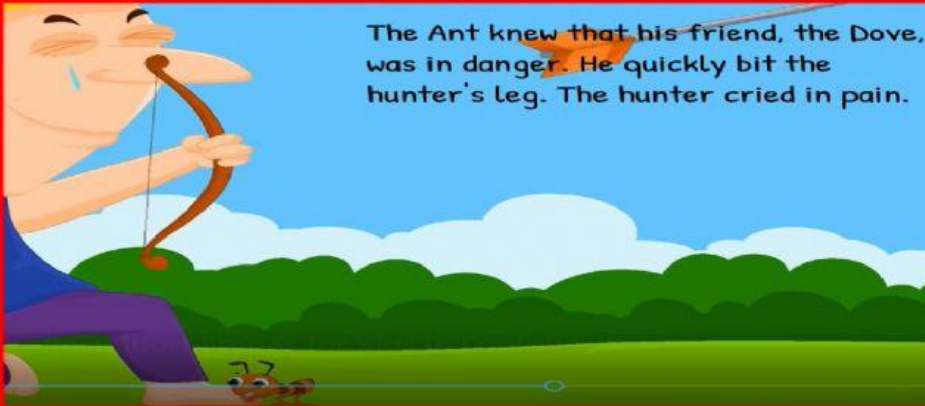 The Ant knew that his friend, the Dove,
was in danger. He quickly bit the
hunter's leg. The hunter cried in pain.